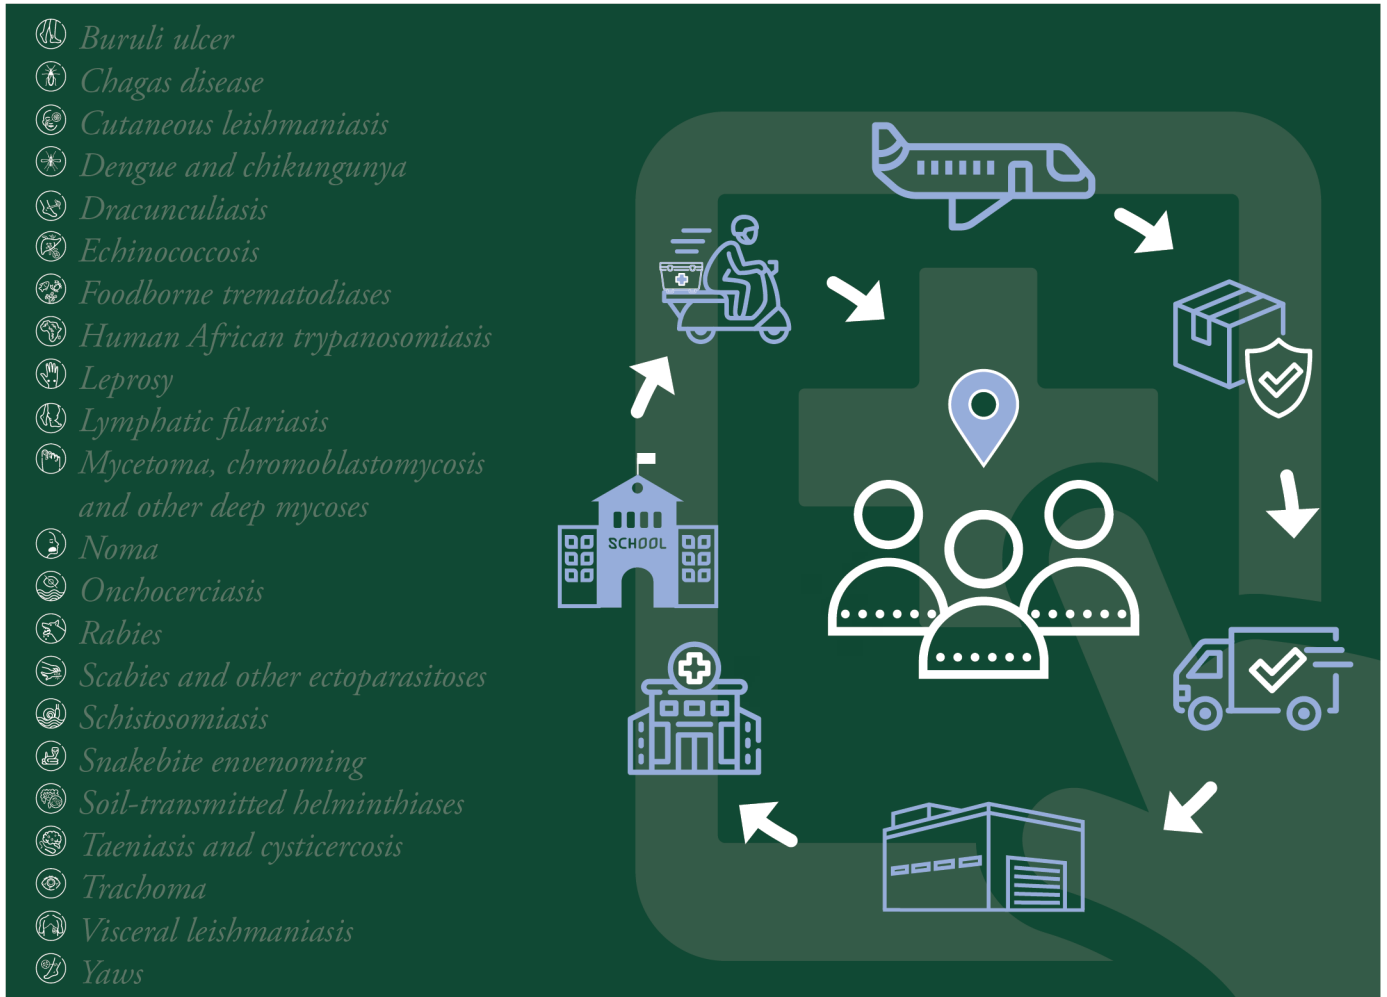 Buruli ulcer
Chagas disease
Cutaneous leishmaniasis
Dengue and chikungunya
Dracunculiasis
Echinococcosis
Foodborne trematodiases
Human African trypanosomiasis
Leprosy
Lymphatic filariasis
Mycetoma, chromoblastomycosis
and other deep mycoses
Noma
Onchocerciasis
Rabies
Scabies and other ectoparasitoses
Schistosomiasis
Snakebite envenoming
Soil-transmitted helminthiases
Taeniasis and cysticercosis
Trachoma
Visceral leishmaniasis
Yaws
SCHOOL